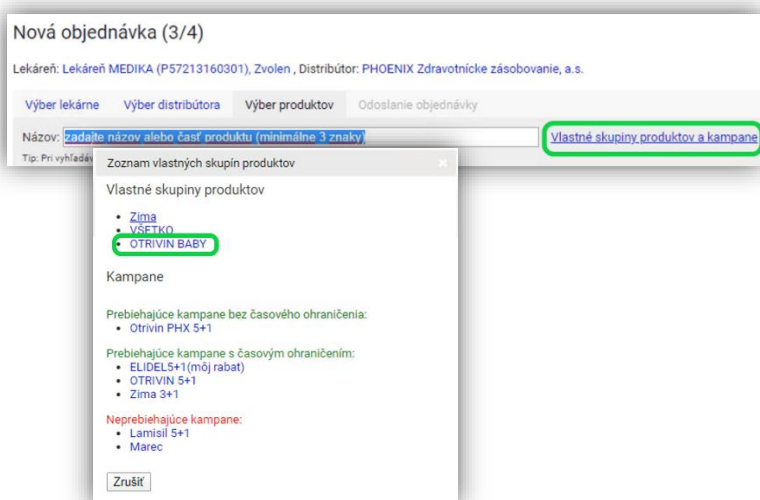 Nová objednávka (3/4)
Lekáreň: Lekáreň MEDIKA (P57213160301), Zvolen , Distribútor: PHOENIX Zdravotnícke zásobovanie, a.s.
Výber lekárne Výber distribútora Výber produktov Odoslanie objednávky
Názov: zadajte názov alebo časť produktu (minimálne 3 znaky) Vlastné skupiny produktov a kampane
Tip: Pri
Zoznam vlastných skupín produktov
Vlastné skupiny produktov
Zima
VŠETKO
OTRIVIN BABY
Kampane
Prebiehajúce kampane bez časového ohraničenia:
Otrivin PHX 5+1
Prebiehajúce kampane s časovým ohraničením:
ELIDEL5+1(môj rabat)
OTRIVIN 5+1
Zima 3+1
Neprebiehajúce kampane:
Lamisil 5+1
Marec
Zrušiť